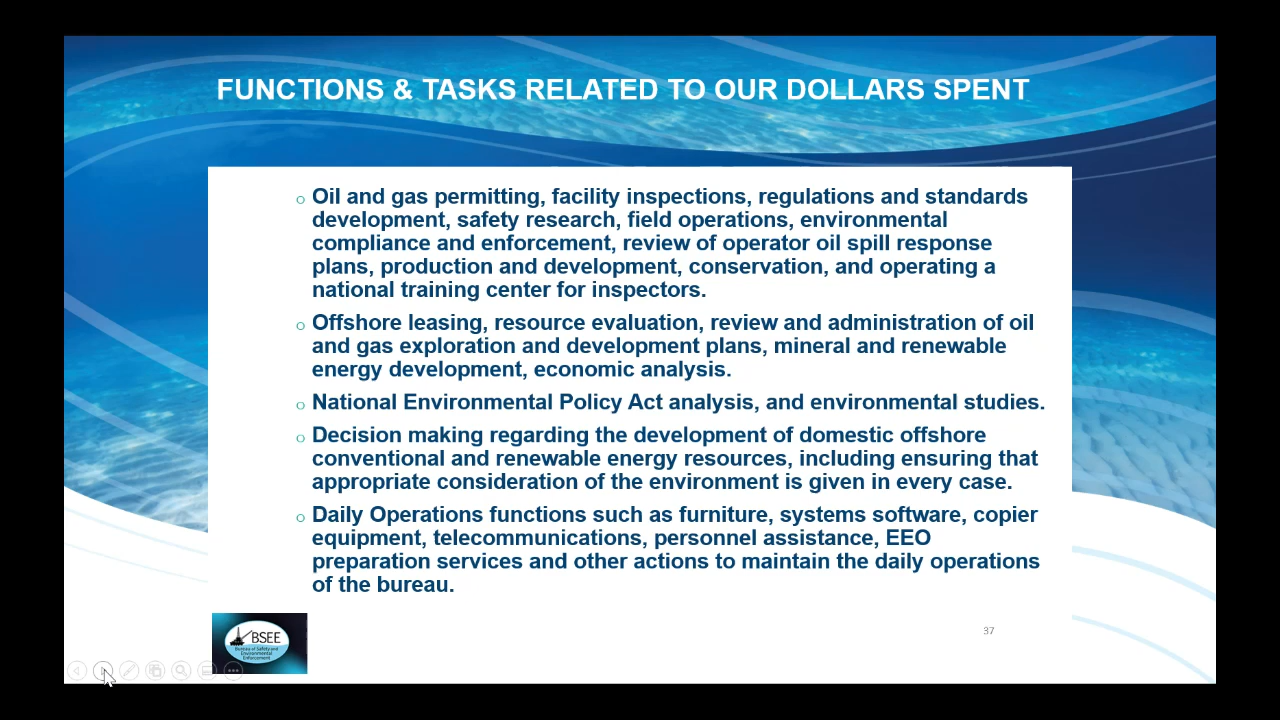 FUNCTIONS & TASKS RELATED TO OUR DOLLARS SPENT
Oil and gas permitting, facility inspections, regulations and standards
development, safety research, field operations, environmental
compliance and enforcement, review of operator oil spill response
plans, production and development, conservation, and operating a
national training center for inspectors.
Offshore leasing, resource evaluation, review and administration of oil
and gas exploration and development plans, mineral and renewable
energy development, economic analysis.
National Environmental Policy Act analysis, and environmental studies.
Decision making regarding the development of domestic offshore
conventional and renewable energy resources, including ensuring that
appropriate consideration of the environment is given in every case.
Daily Operations functions such as furniture, systems software, copier
equipment, telecommunications, personnel assistance, EEO
preparation services and other actions to maintain the daily operations
of the bureau.
BSEE
Bureau of Safety and
Environmental
Enforcement
37